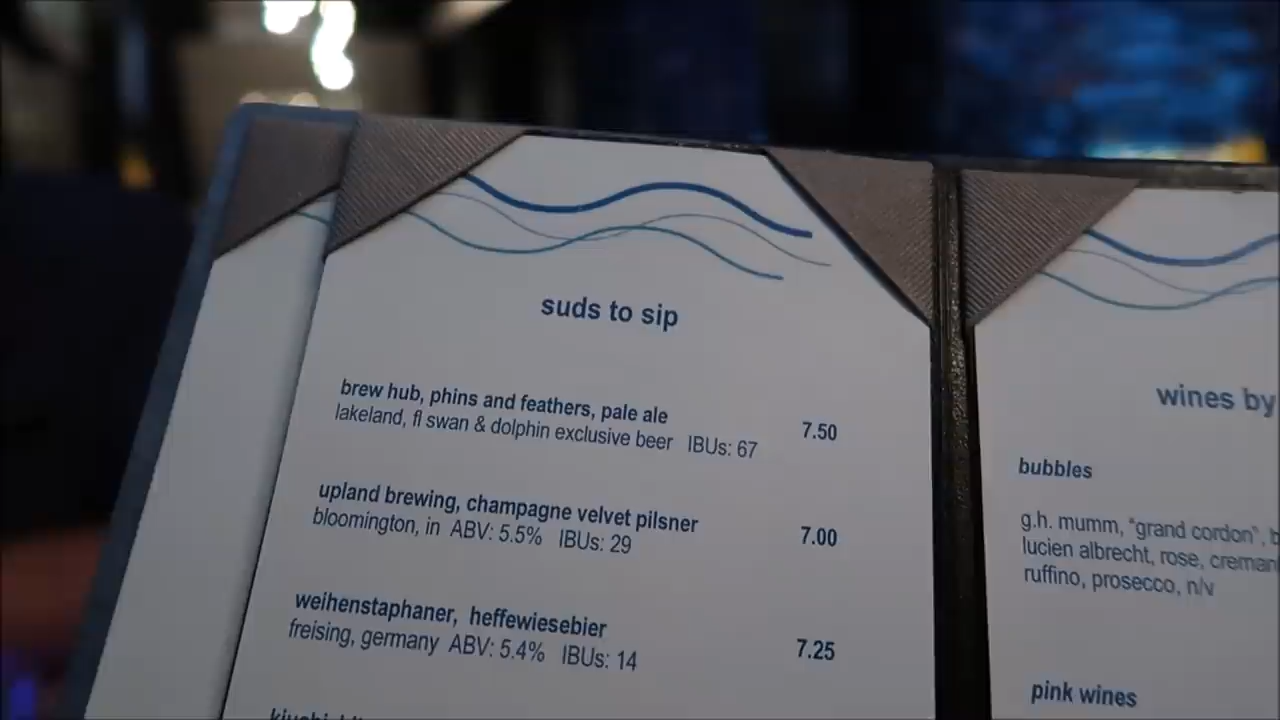 suds to sip
brew hub, phins and feathers, pale ale 7.50
lakeland, fl swan & dolphin exclusive beer IBUs: 67
upland brewing, champagne velvet pilsner 7.00
bloomington, in ABV: 5.5% IBUs: 29
weihenstaphaner, heffewiesebier 7.25
freising, germany ABV: 5.4% IBUs: 14
wines by
bubbles
g.h. mumm, "grand cordon",
lucien albrecht, rose,
ruffino, prosecco, n/v
pink wines